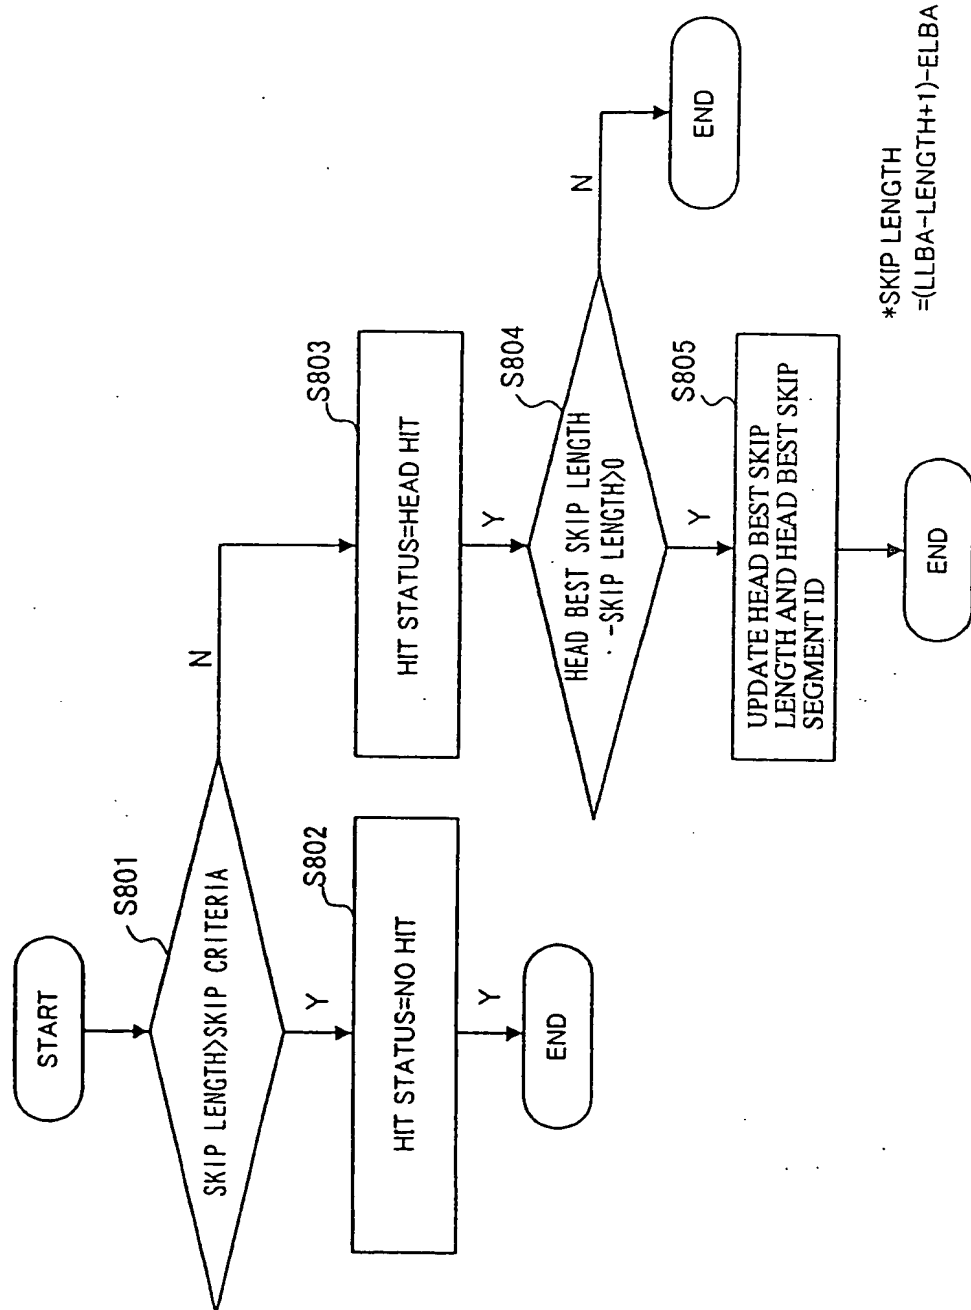 START
S801
SKIP LENGTH>SKIP CRITERIA
N
Y
S802
HIT STATUS=NO HIT
Y
END
S803
HIT STATUS=HEAD HIT
Y
S804
HEAD BEST SKIP LENGTH
-SKIP LENGTH>0
N
END
Y
S805
UPDATE HEAD BEST SKIP
LENGTH AND HEAD BEST SKIP
SEGMENT ID
END
*SKIP LENGTH
=(LLBA-LENGTH+1)-ELBA